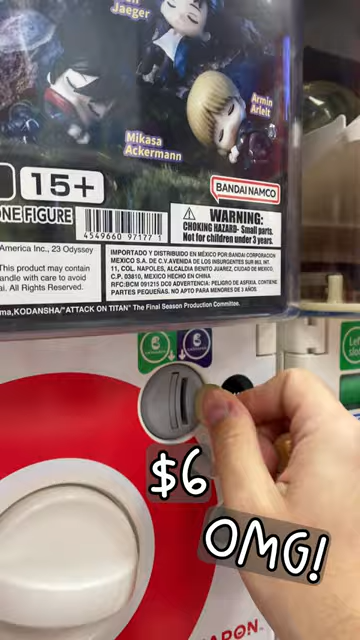 Jaeger
Armin
Arlelt
Mikasa
Ackermann
15+
BANDAI NAMCO
ONE FIGURE
4549660 97177 1
WARNING:
CHOKING HAZARD- Small parts.
Not for children under 3 years.
America Inc., 23 Odyssey
This product may contain
handle with care to avoid
All Rights Reserved.
IMPORTADO Y DISTRIBUIDO EN MÉXICO POR BANDAI CORPORACION
MEXICO S.A. DE C.V. AVENIDA DE LOS INSURGENTES SUR 863, INT.
11, COL. NAPOLES, ALCALDIA BENITO JUAREZ, CIUDAD DE MEXICO,
C.P. 03810, MEXICO HECHO EN CHINA
RFC:BCM 091215 DC0 ADVERTENCIA: PELIGRO DE ASFIXIA. CONTIENE
PARTES PEQUEÑAS. NO APTO PARA MENORES DE 3 AÑOS.
KODANSHA/"ATTACK ON TITAN" The Final Season Production Committee.
Left
$6
OMG!